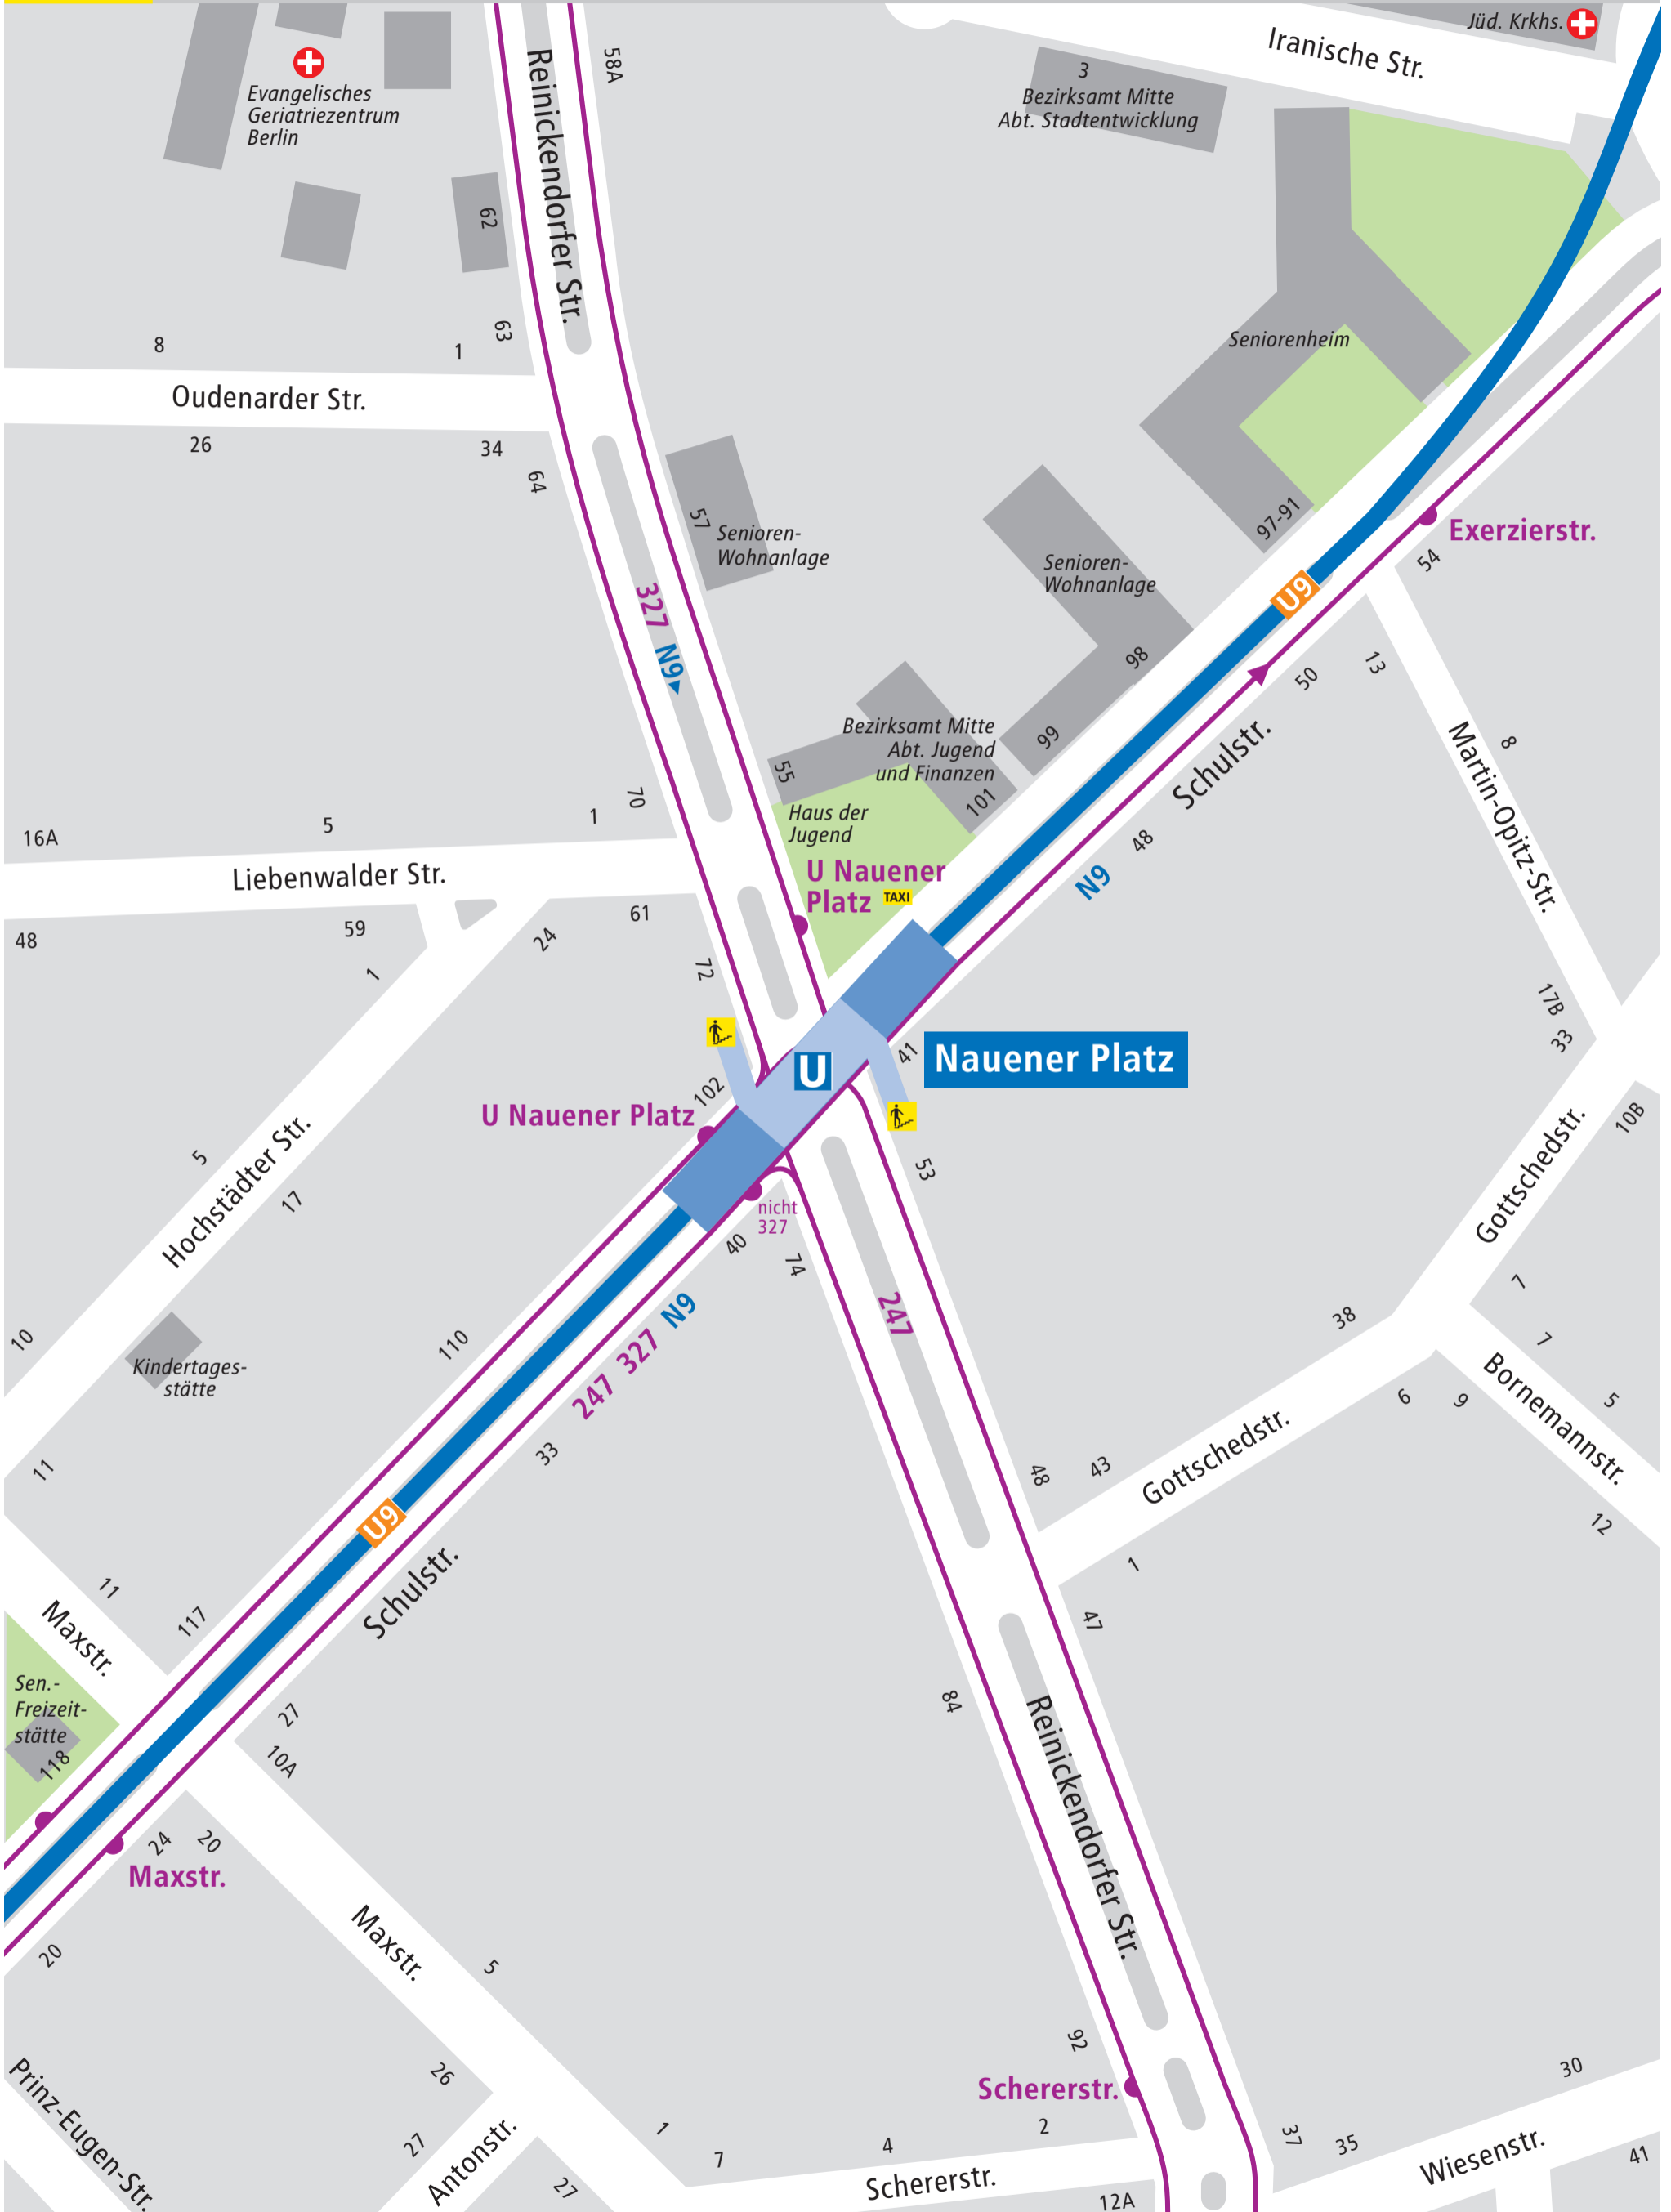 Jüd. Krkhs.
Iranische Str.
Reinickendorfer Str.
58A
3
Bezirksamt Mitte
Abt. Stadtentwicklung
Evangelisches
Geriatriezentrum
Berlin
62
63
8
1
Seniorenheim
Oudenarder Str.
26
34
64
57
Senioren-
Wohnanlage
97-91
Exerzierstr.
54
Senioren-
Wohnanlage
U9
327
N9
98
50
13
99
Bezirksamt Mitte
Abt. Jugend
und Finanzen
55
101
Schulstr.
8
Martin-Opitz-Str.
70
1
5
16A
Haus der
Jugend
48
Liebenwalder Str.
U Nauener
Platz
TAXI
N9
61
59
48
24
1
72
17B
33
41
Nauener Platz
U
102
U Nauener Platz
10B
Gottschedstr.
5
Hochstädter Str.
17
53
nicht
327
40
74
7
10
Kindertages-
stätte
110
247 327 N9
247
38
7
Bornemannstr.
6
9
5
Gottschedstr.
11
33
48
43
12
U9
Schulstr.
1
11
Maxstr.
117
47
Sen.-
Freizeit-
stätte
118
27
10A
84
Reinickendorfer Str.
24
20
Maxstr.
20
Maxstr.
5
92
Prinz-Eugen-Str.
26
Schererstr.
30
27
Antonstr.
1
7
4
2
37
35
Wiesenstr.
41
27
Schererstr.
12A